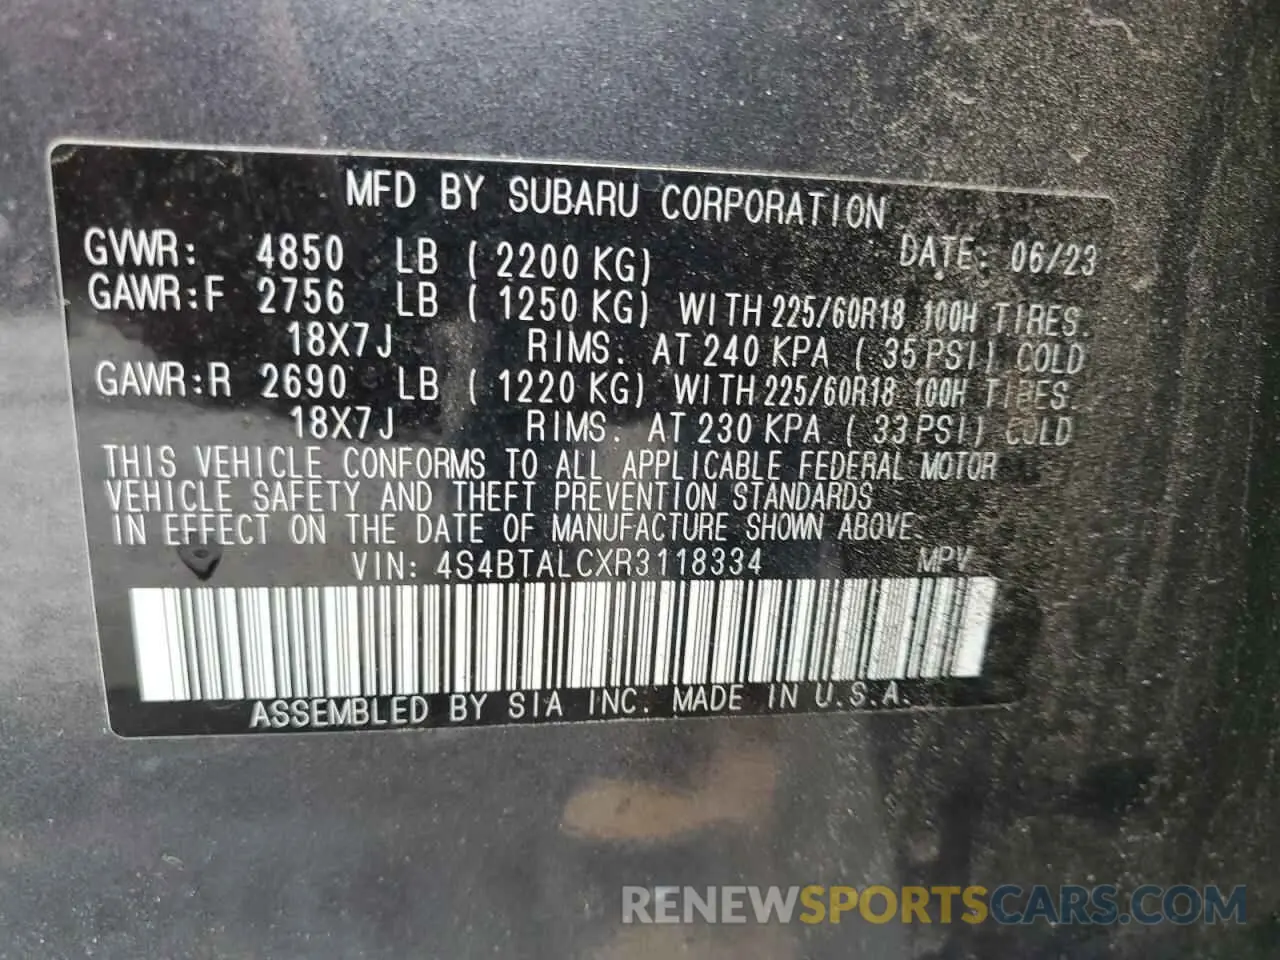 MFD BY SUBARU CORPORATION
GVWR: 4850 LB ( 2200 KG) DATE: 06/23
GAWR:F 2756 LB ( 1250 KG) WITH 225/60R18 100H TIRES.
18X7J RIMS. AT 240 KPA ( 35 PSI) COLD
GAWR:R 2690 LB ( 1220 KG) WITH 225/60R18 100H TIRES.
18X7J RIMS. AT 230 KPA ( 33 PSI) COLD
THIS VEHICLE CONFORMS TO ALL APPLICABLE FEDERAL MOTOR
VEHICLE SAFETY AND THEFT PREVENTION STANDARDS
IN EFFECT ON THE DATE OF MANUFACTURE SHOWN ABOVE.
VIN: 4S4BTALCXR3118334 MPV
ASSEMBLED BY SIA INC. MADE IN U.S.A.
RENEWSPORTSCARS.COM